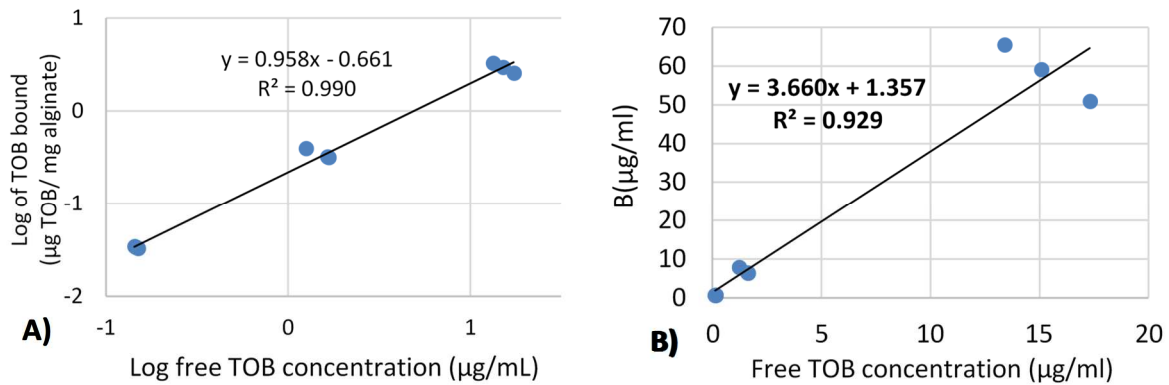 1
0
-1
-2
-1
0
1
Log of TOB bound
(µg TOB/ mg alginate)
y = 0.958x - 0.661
R² = 0.990
Log free TOB concentration (µg/mL)
A)
70
60
50
40
30
20
10
0
0
5
10
15
20
B(µg/ml)
y = 3.660x + 1.357
R² = 0.929
Free TOB concentration (µg/ml)
B)